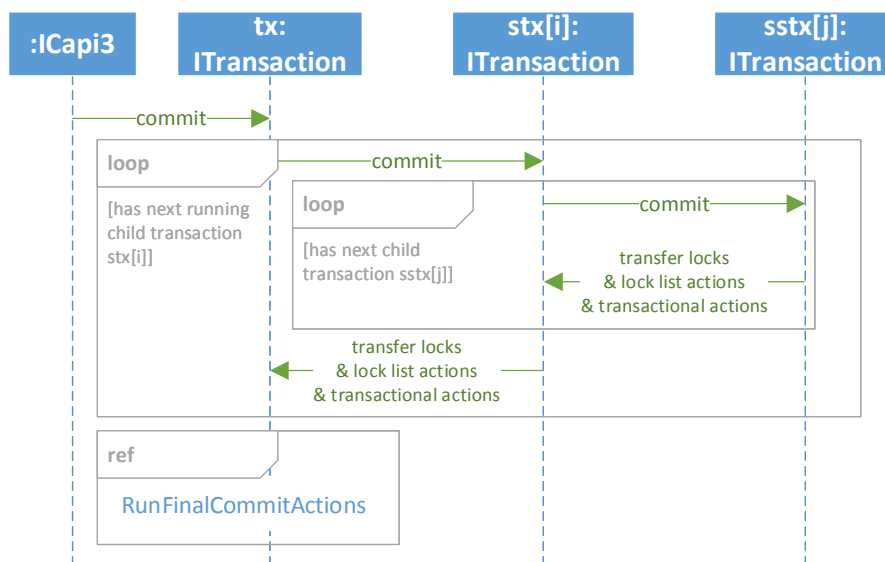 :ICapi3
tx:
ITransaction
stx[i]:
ITransaction
sstx[j]:
ITransaction
commit
loop
commit
[has next running
child transaction
stx[i]]
loop
commit
[has next child
transaction sstx[j]]
transfer locks
& lock list actions
& transactional actions
transfer locks
& lock list actions
& transactional actions
ref
RunFinalCommitActions